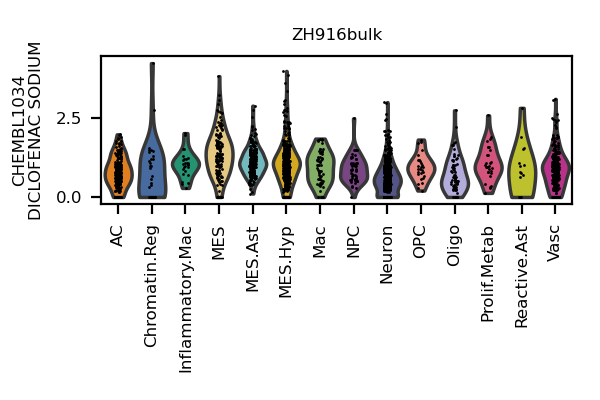 ZH916bulk
CHEMBL1034
DICLOFENAC SODIUM
2.5
0.0
AC
Chromatin.Reg
Inflammatory.Mac
MES
MES.Ast
MES.Hyp
Mac
NPC
Neuron
OPC
Oligo
Prolif.Metab
Reactive.Ast
Vasc